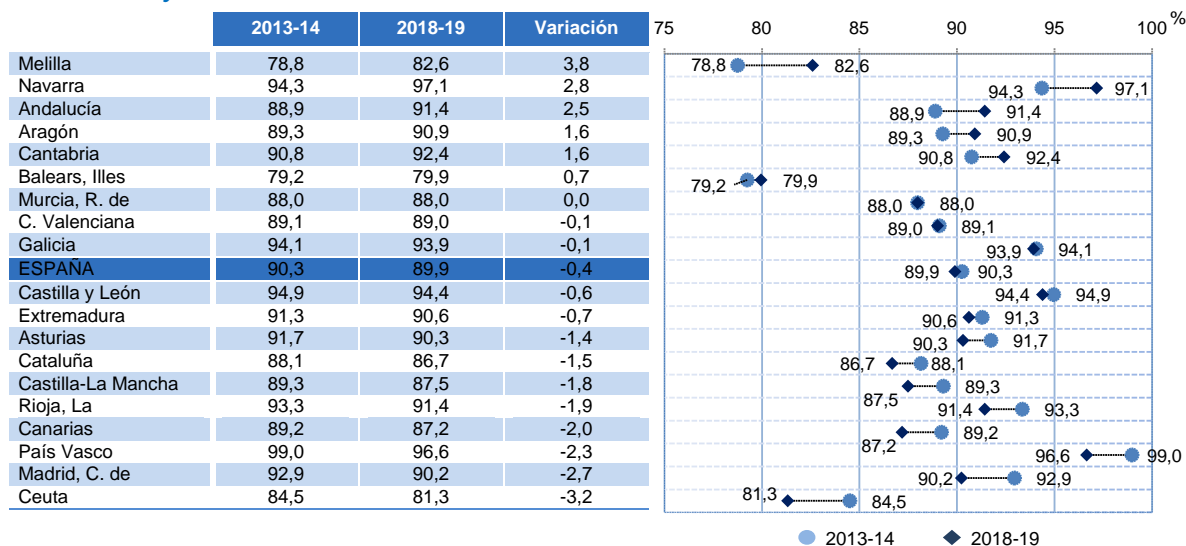 2013-14 2018-19 Variación
Melilla 78,8 82,6 3,8
Navarra 94,3 97,1 2,8
Andalucía 88,9 91,4 2,5
Aragón 89,3 90,9 1,6
Cantabria 90,8 92,4 1,6
Balears, Illes 79,2 79,9 0,7
Murcia, R. de 88,0 88,0 0,0
C. Valenciana 89,1 89,0 -0,1
Galicia 94,1 93,9 -0,1
ESPAÑA 90,3 89,9 -0,4
Castilla y León 94,9 94,4 -0,6
Extremadura 91,3 90,6 -0,7
Asturias 91,7 90,3 -1,4
Cataluña 88,1 86,7 -1,5
Castilla-La Mancha 89,3 87,5 -1,8
Rioja, La 93,3 91,4 -1,9
Canarias 89,2 87,2 -2,0
País Vasco 99,0 96,6 -2,3
Madrid, C. de 92,9 90,2 -2,7
Ceuta 84,5 81,3 -3,2
75 80 85 90 95 100 %
78,8 82,6
94,3 97,1
88,9 91,4
89,3 90,9
90,8 92,4
79,2 79,9
88,0 88,0
89,0 89,1
93,9 94,1
89,9 90,3
94,4 94,9
90,6 91,3
90,3 91,7
86,7 88,1
87,5 89,3
91,4 93,3
87,2 89,2
96,6 99,0
90,2 92,9
81,3 84,5
2013-14 2018-19